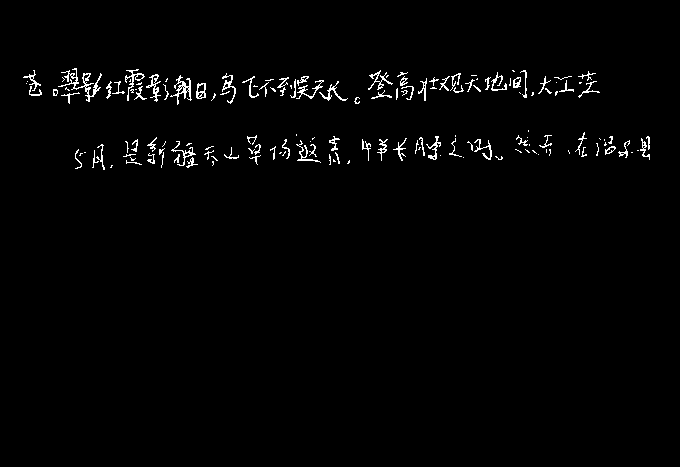 苍。翠影红霞影朝日,鸟飞不到吴天长。登高壮观天地间,大江茫
5月,是新疆天山草场返青,牛羊长膘之时。然而,在温泉县